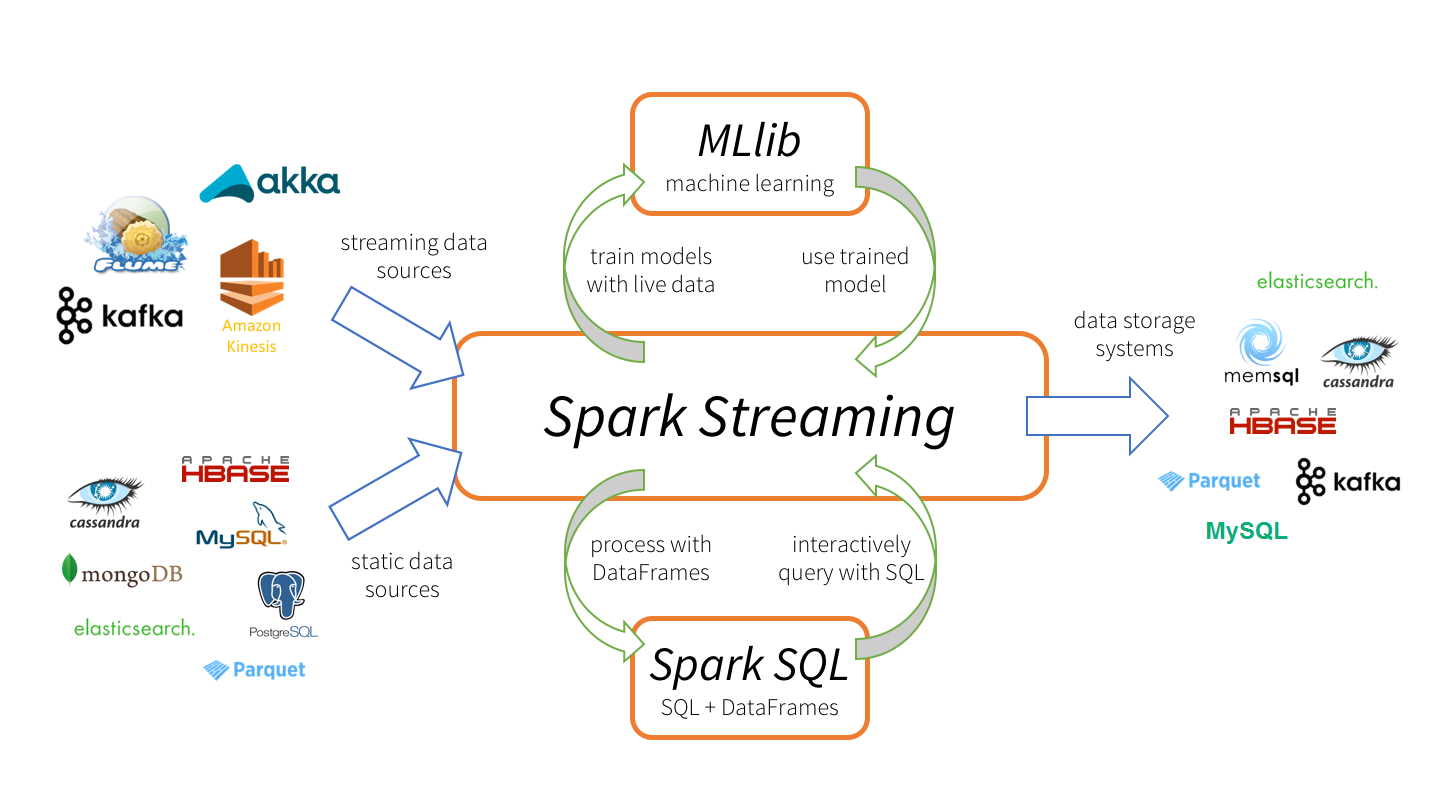 MLlib
machine learning
akka
FLUME
kafka
Amazon
Kinesis
streaming data
sources
train models
with live data
use trained
model
Spark Streaming
data storage
systems
elasticsearch.
memsql
cassandra
APACHE
HBASE
Parquet
kafka
MySQL
APACHE
HBASE
cassandra
MySQL®
mongoDB
PostgreSQL
elasticsearch.
Parquet
static data
sources
process with
DataFrames
interactively
query with SQL
Spark SQL
SQL + DataFrames